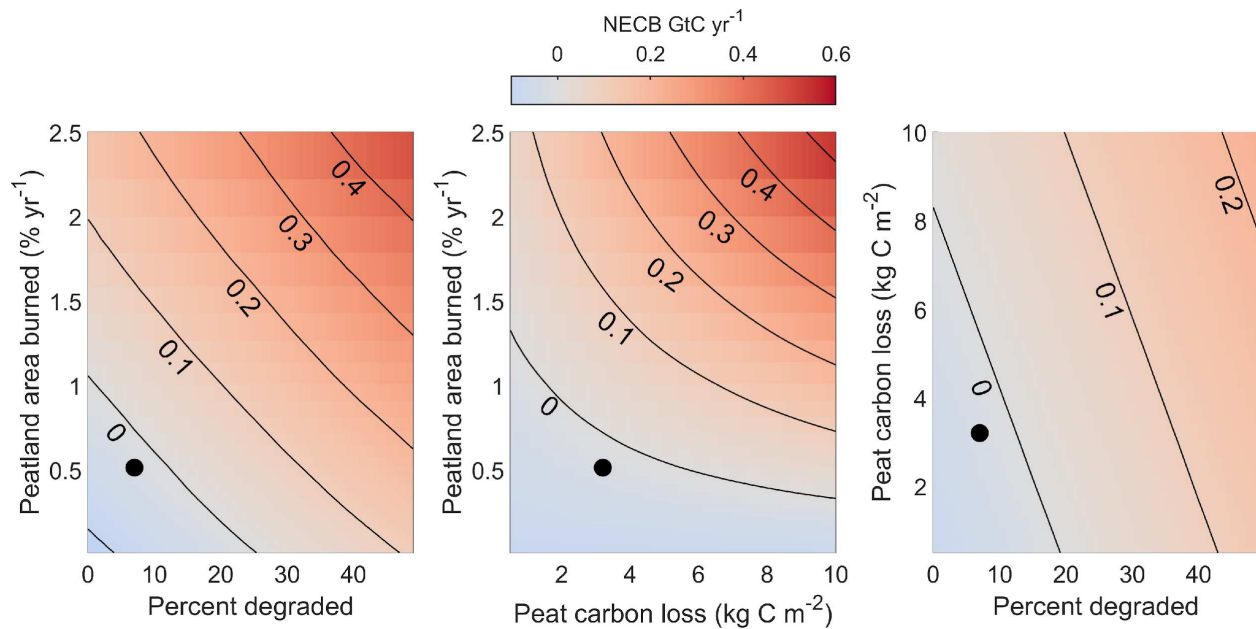 NECB GtC yr-1
0 0.2 0.4 0.6
Peatland area burned (% yr-1)
2.5
2
1.5
1
0.5
0 10 20 30 40
Percent degraded
0
0.1
0.2
0.3
0.4
Peatland area burned (% yr-1)
2.5
2
1.5
1
0.5
2 4 6 8 10
Peat carbon loss (kg C m-2)
0
0.1
0.2
0.3
0.4
Peat carbon loss (kg C m-2)
10
8
6
4
2
0 10 20 30 40
Percent degraded
0
0.1
0.2